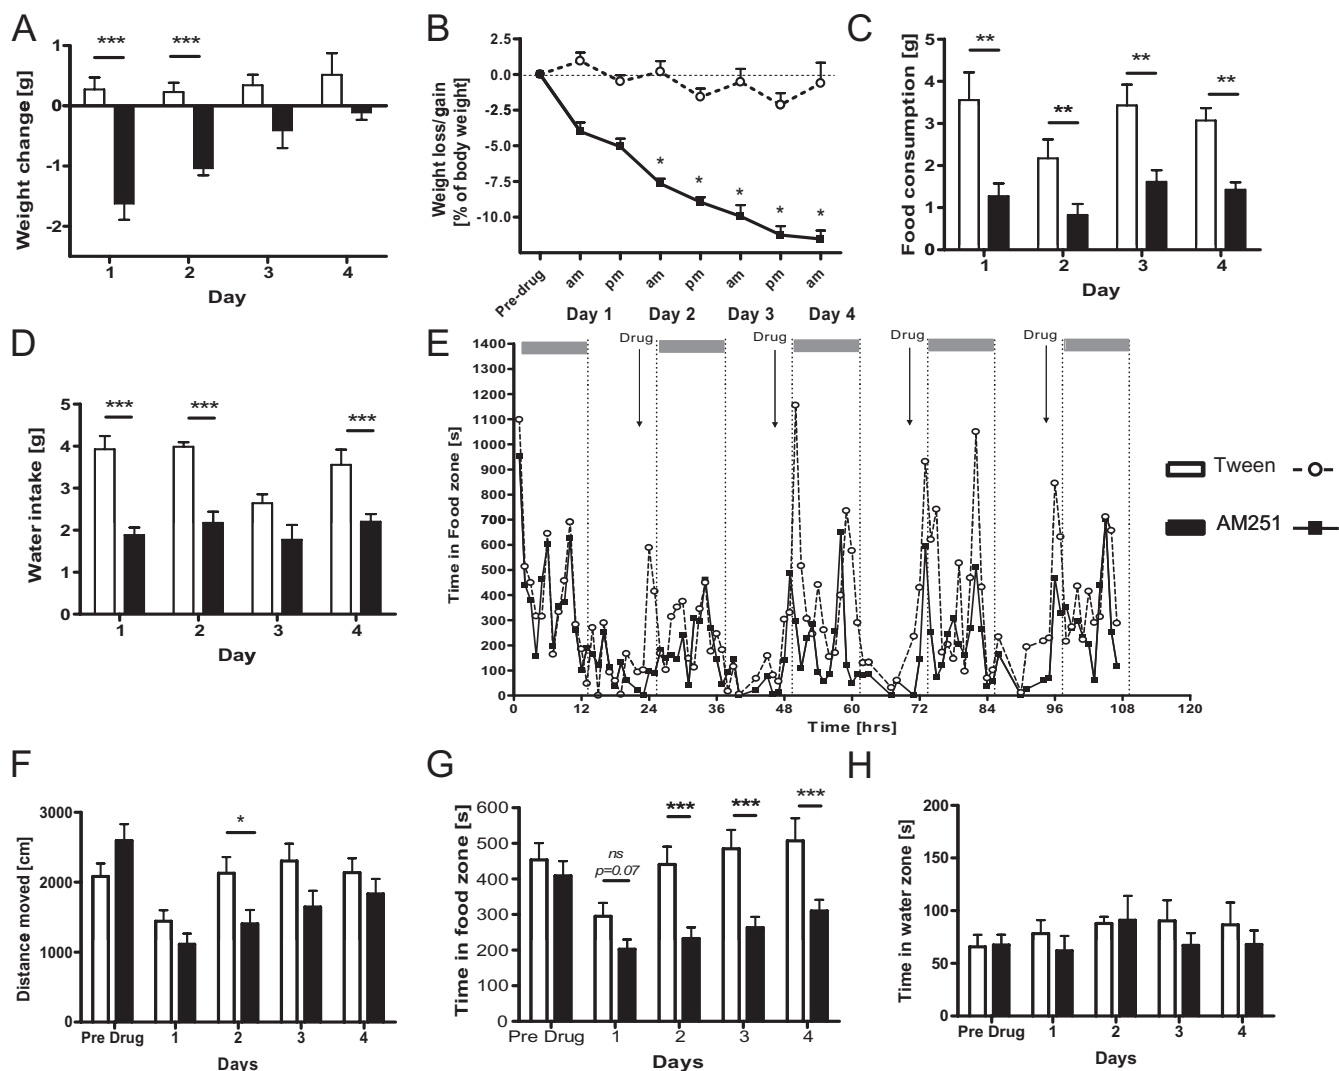 A
Weight change [g]
1
0
-1
-2
*** ***
1 2 3 4
Day
B
Weight loss/gain
[% of body weight]
2.5
0.0
-2.5
-5.0
-7.5
-10.0
* * * * *
Pre-drug am pm am pm am pm am
Day 1 Day 2 Day 3 Day 4
C
Food consumption [g]
5
4
3
2
1
0
** ** ** **
1 2 3 4
Day
D
Water intake [g]
5
4
3
2
1
0
*** *** ***
1 2 3 4
Day
E
Drug Drug Drug Drug
Time in Food zone [s]
1400
1300
1200
1100
1000
900
800
700
600
500
400
300
200
100
0
0 12 24 36 48 60 72 84 96 108 120
Time [hrs]
Tween
AM251
F
Distance moved [cm]
3000
2000
1000
0
*
Pre Drug 1 2 3 4
Days
G
Time in food zone [s]
600
500
400
300
200
100
0
ns
p=0.07
*** *** ***
Pre Drug 1 2 3 4
Days
H
Time in water zone [s]
200
150
100
50
0
Pre Drug 1 2 3 4
Days